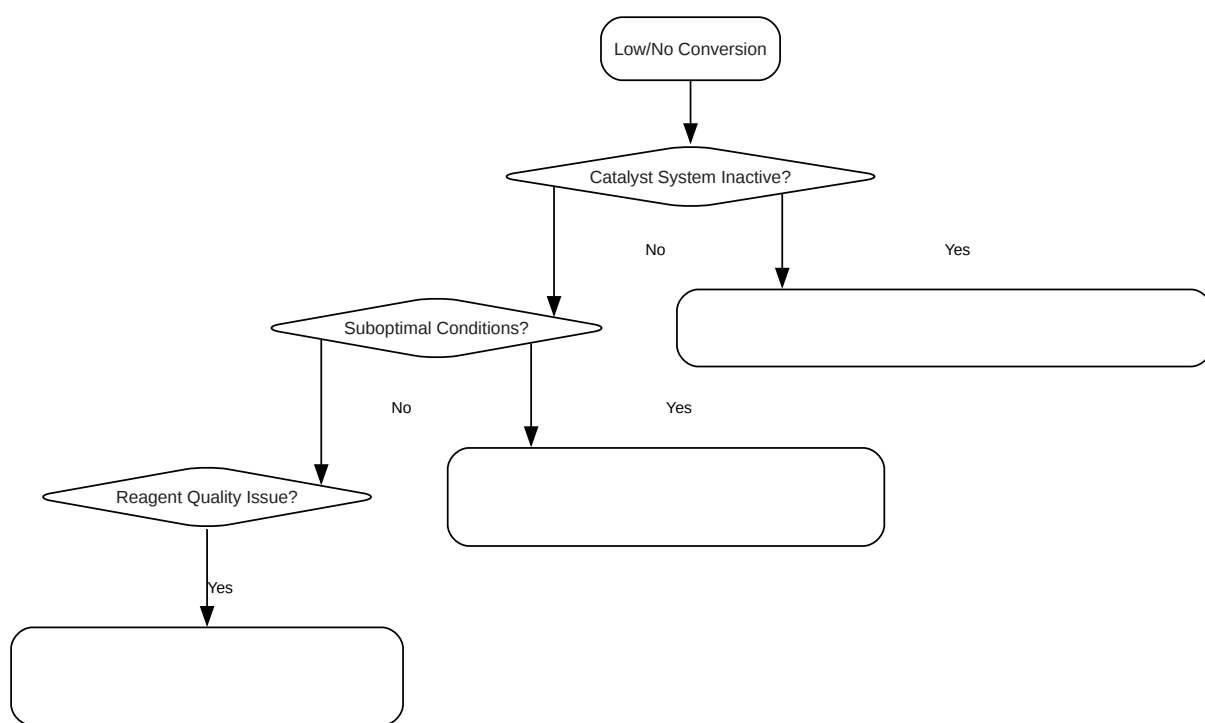 Low/No Conversion
Catalyst System Inactive?
No
Yes
Suboptimal Conditions?
No
Yes
Reagent Quality Issue?
Yes